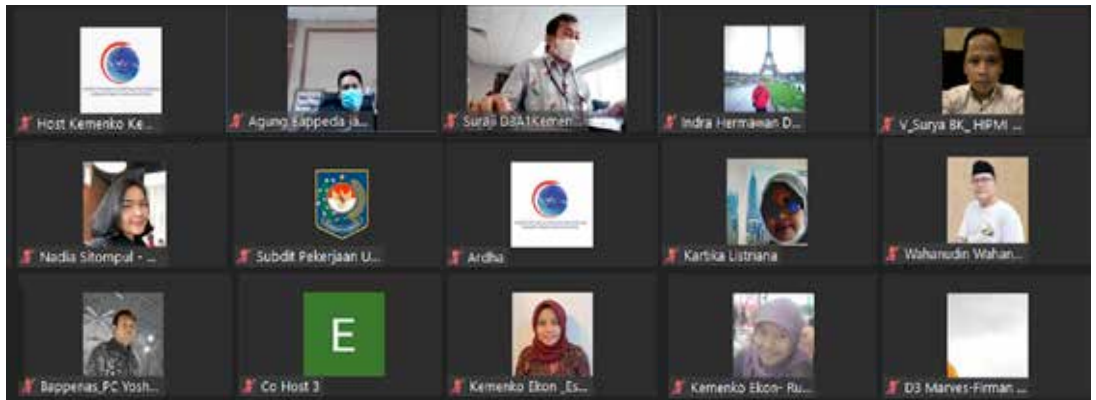 Host Kemenko Ke...
Agung Bappeda Ja...
Suraji D3A1Kemen...
Indra Hermawan D...
V_Surya BK_ HIPMI ...
Nadia Sitompul - ...
Subdit Pekerjaan U...
Ardha
Kartika Listriana
Wahanudin Wahan...
Bappenas_PC Yosh...
E
Co Host 3
Kemenko Ekon _Es...
Kemenko Ekon- Ru...
D3 Marves-Firman ...